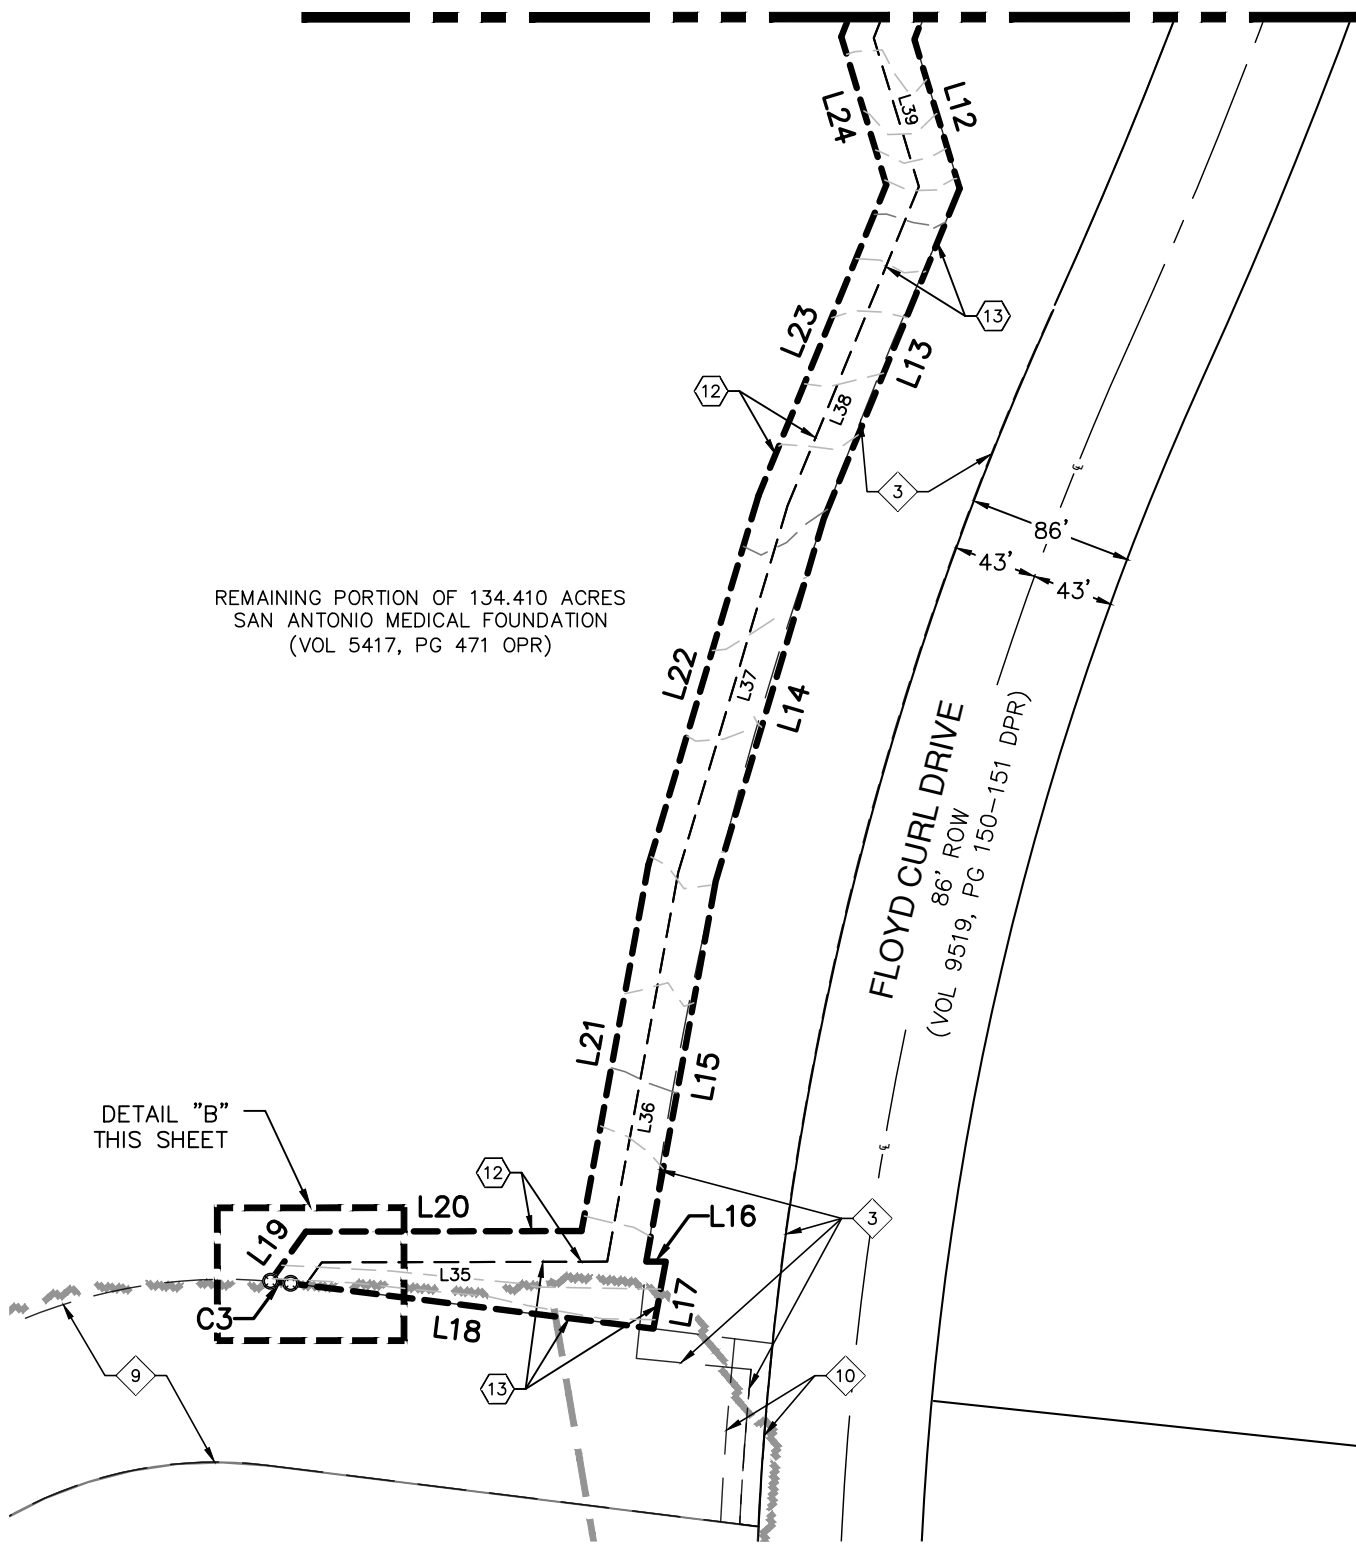 L24
L39
L12
L23
13
L13
12
L38
3
℄
86'
43'
43'
REMAINING PORTION OF 134.410 ACRES
SAN ANTONIO MEDICAL FOUNDATION
(VOL 5417, PG 471 OPR)
L22
L37
L14
FLOYD CURL DRIVE
86' ROW
(VOL 9519, PG 150-151 DPR)
L21
L15
DETAIL "B"
THIS SHEET
L36
℄
12
L20
L16
3
L19
L35
L17
C3
L18
9
13
10